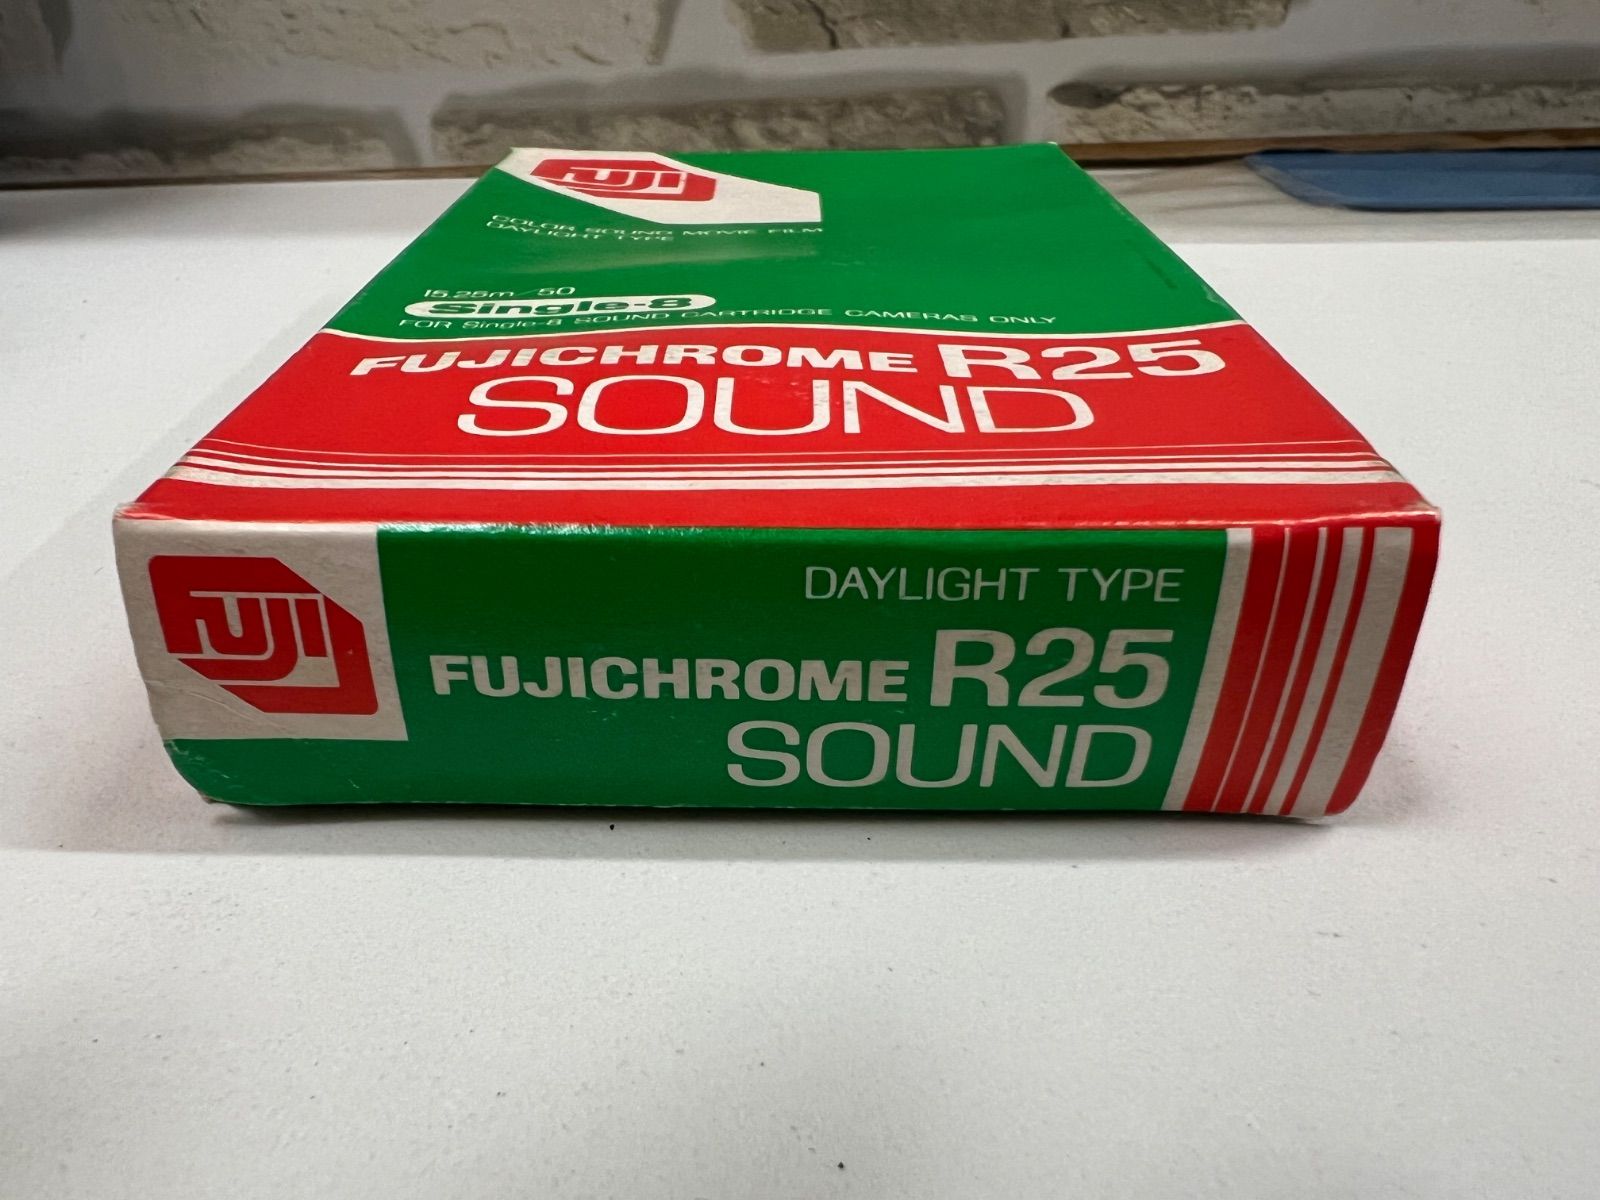 FUJI
COLOR SOUND MOVIE FILM
DAYLIGHT TYPE
15.25m/50
Single-8
FOR Single-8 SOUND CARTRIDGE CAMERAS ONLY
FUJICHROME R25
SOUND
FUJI
DAYLIGHT TYPE
FUJICHROME R25
SOUND